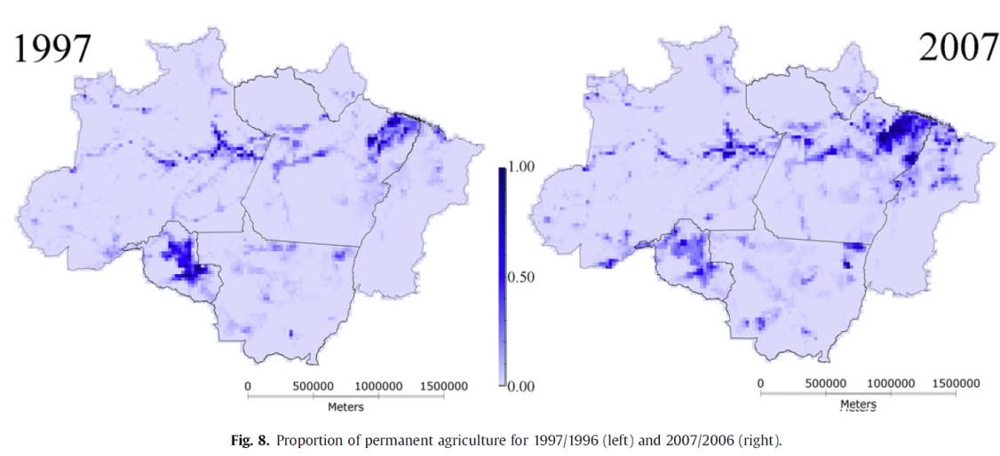 1997
2007
1.00
0.50
0.00
0 500000 1000000 1500000
Meters
0 500000 1000000 1500000
Meters
Fig. 8. Proportion of permanent agriculture for 1997/1996 (left) and 2007/2006 (right).